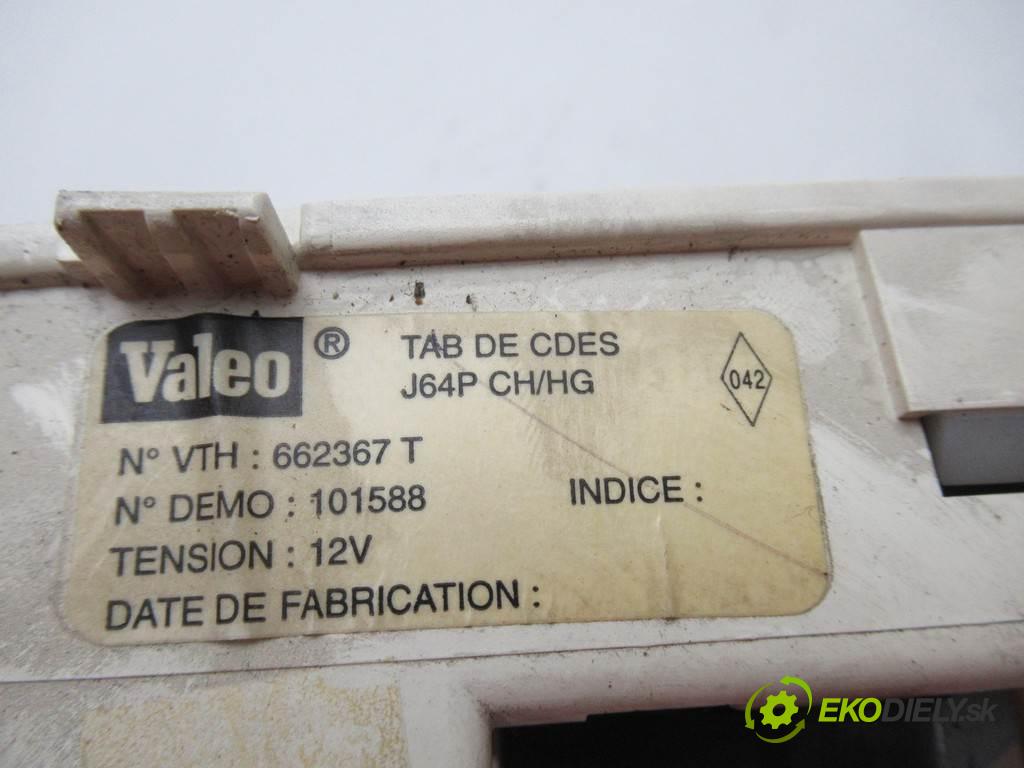 Valeo ® TAB DE CDES
J64P CH/HG
042
N° VTH : 662367 T
N° DEMO : 101588 INDICE :
TENSION : 12V
DATE DE FABRICATION :
EKODIELY.sk